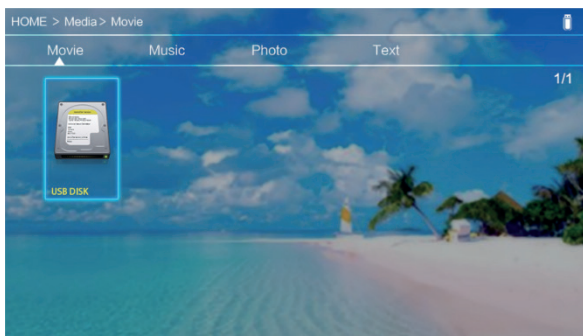 HOME > Media > Movie
Movie Music Photo Text
1/1
USB DISK